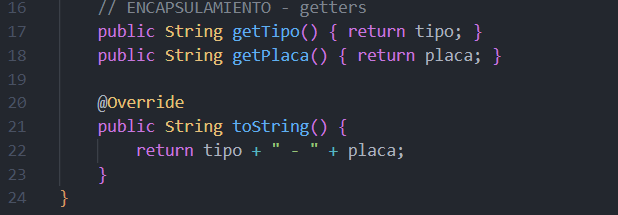 16 // ENCAPSULAMIENTO - getters
17 public String getTipo() { return tipo; }
18 public String getPlaca() { return placa; }
19
20 @Override
21 public String toString() {
22 return tipo + " - " + placa;
23 }
24 }